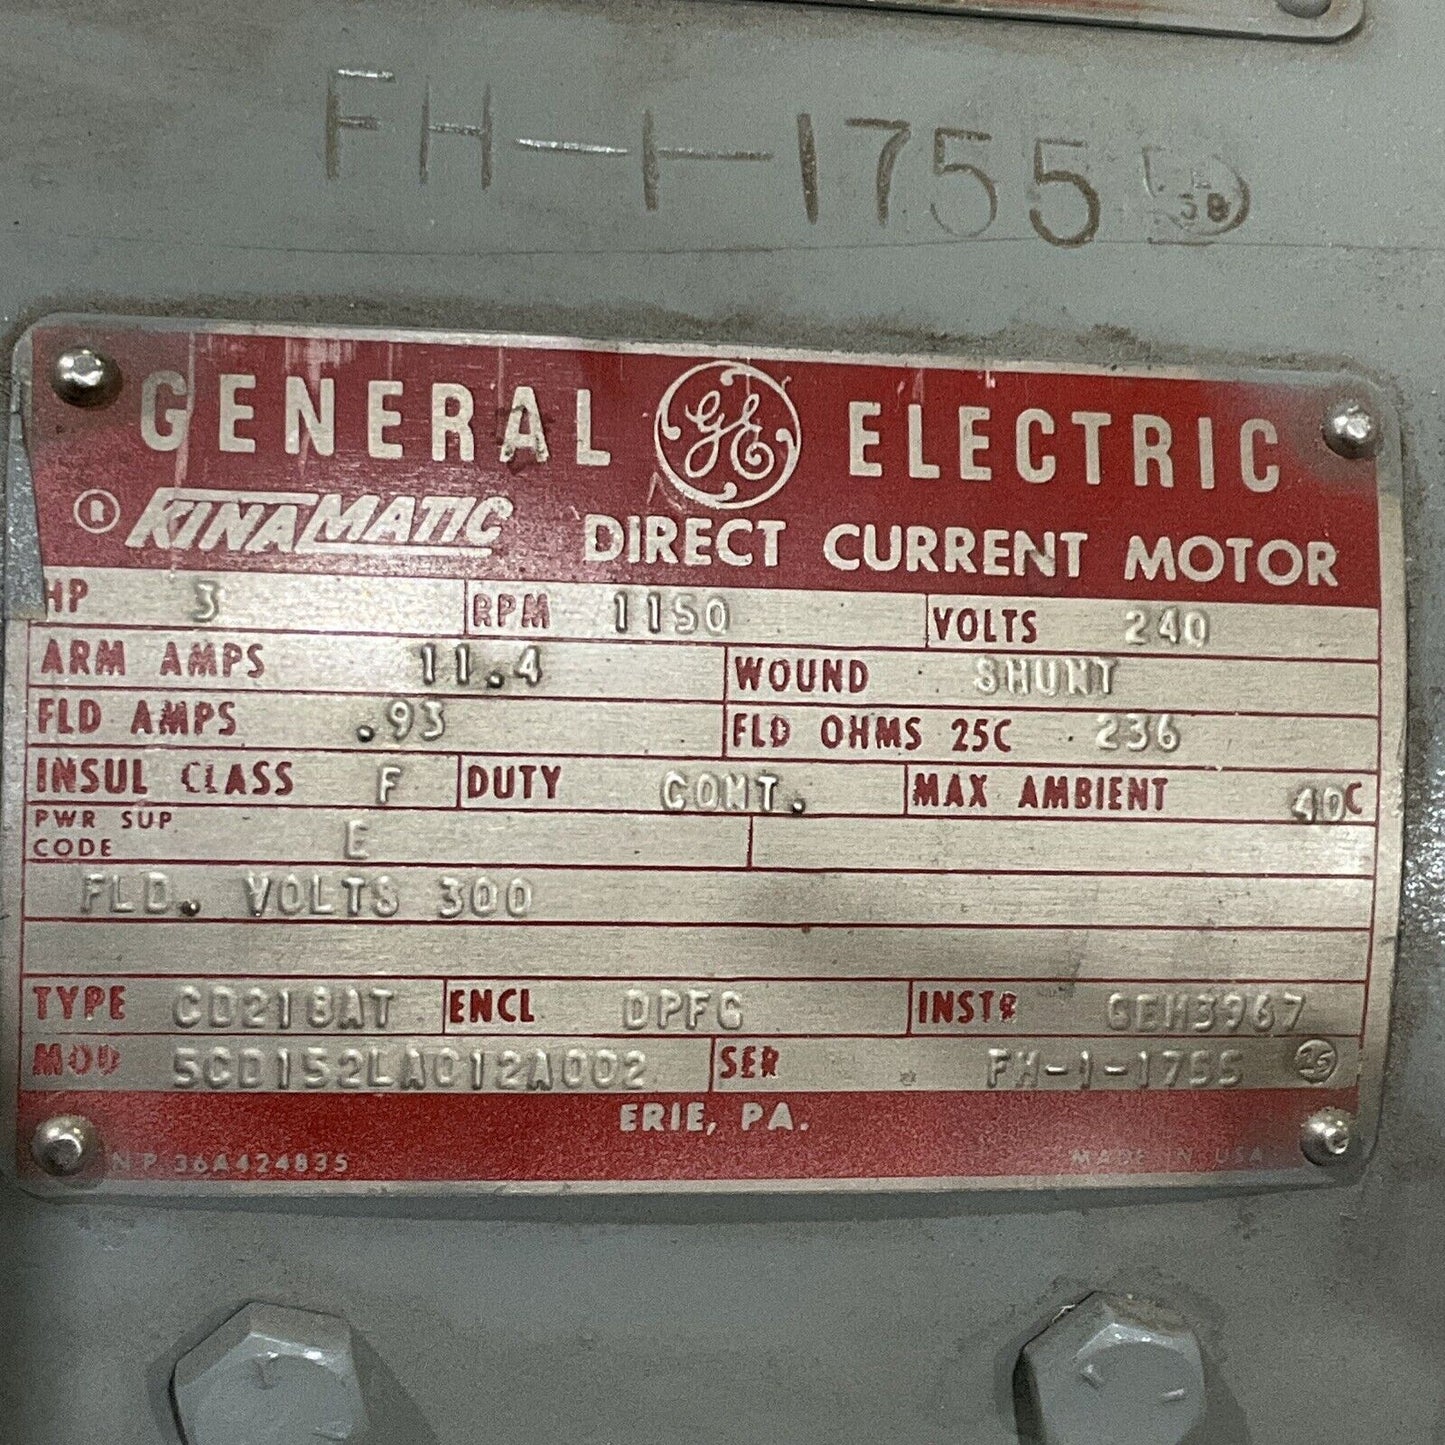 FH-1-1755
GENERAL GE ELECTRIC
® KINAMATIC DIRECT CURRENT MOTOR
HP 3 RPM 1150 VOLTS 240
ARM AMPS 11.4 WOUND SHUNT
FLD AMPS .93 FLD OHMS 25C 236
INSUL CLASS F DUTY CONT. MAX AMBIENT 40C
PWR SUP CODE E
FLD. VOLTS 300
TYPE CD218AT ENCL DPFG INSTR GEH3967
MOD 5CD152LA012A002 SER FH-1-1755
ERIE, PA.
NP 36A424835 MADE IN USA